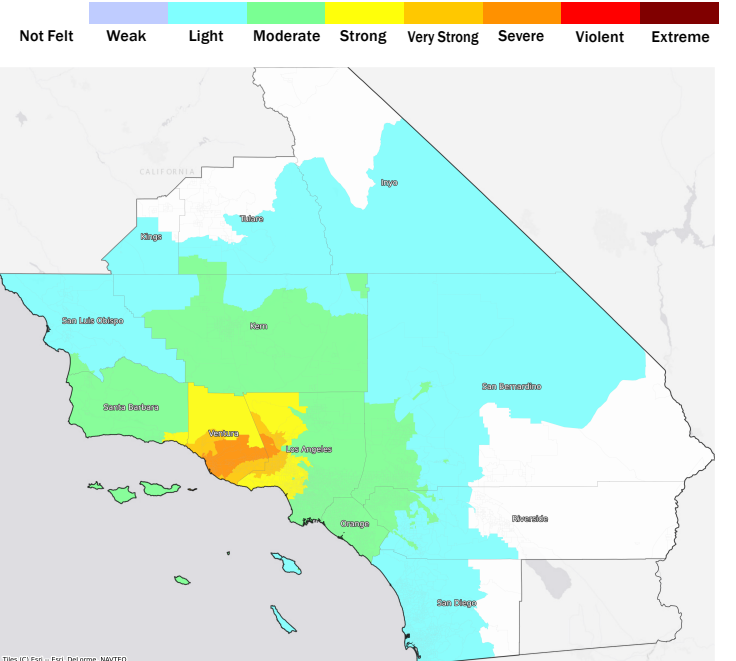 Not Felt Weak Light Moderate Strong Very Strong Severe Violent Extreme
CALIFORNIA
Inyo
Tulare
Kings
San Luis Obispo
Kern
San Bernardino
Santa Barbara
Ventura
Los Angeles
Riverside
Orange
San Diego
Tiles (C) Esri -- Esri, DeLorme, NAVTEQ